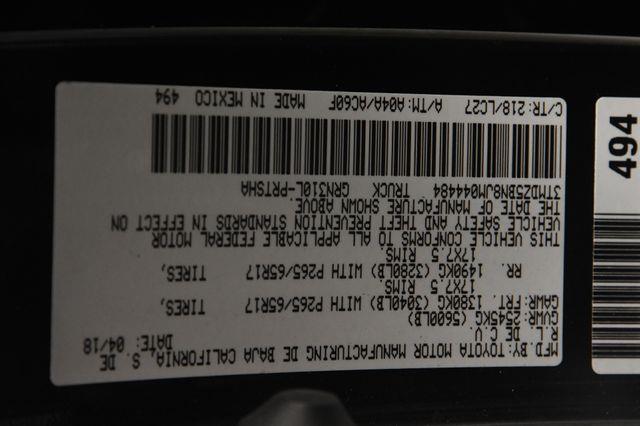 MFD.BY: TOYOTA MOTOR MANUFACTURING DE BAJA CALIFORNIA, S. DE
R.L. DE C.V. DATE: 04/18
GVWR: 2545KG (5600LB)
GAWR: FRT: 1380KG (3040LB) WITH P265/65R17 TIRES,
17X7.5 RIMS
RR. 1490KG (3280LB) WITH P265/65R17 TIRES,
17X7.5 RIMS
THIS VEHICLE CONFORMS TO ALL APPLICABLE FEDERAL MOTOR
VEHICLE SAFETY AND THEFT PREVENTION STANDARDS IN EFFECT ON
THE DATE OF MANUFACTURE SHOWN ABOVE.
3TMDZ5BN8JM044484 TRUCK GRN310L-PRTSHA
C/TR: 218/LC27 A/TM: A04A/AC60F MADE IN MEXICO 494
494